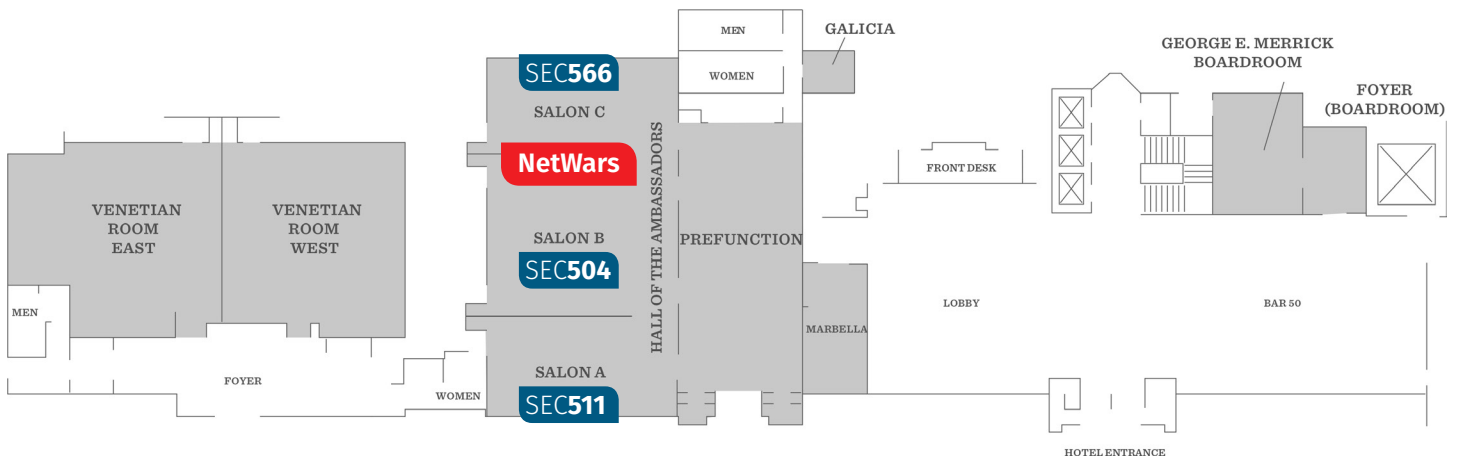 MEN
WOMEN
GALICIA
GEORGE E. MERRICK
BOARDROOM
FOYER
(BOARDROOM)
SEC566
SALON C
NetWars
HALL OF THE AMBASSADORS
FRONT DESK
VENETIAN
ROOM
EAST
VENETIAN
ROOM
WEST
SALON B
SEC504
PREFUNCTION
MEN
LOBBY
BAR 50
MARBELLA
FOYER
SALON A
WOMEN
SEC511
HOTEL ENTRANCE